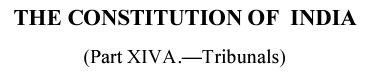 THE CONSTITUTION OF INDIA
(Part XIVA.—Tribunals)